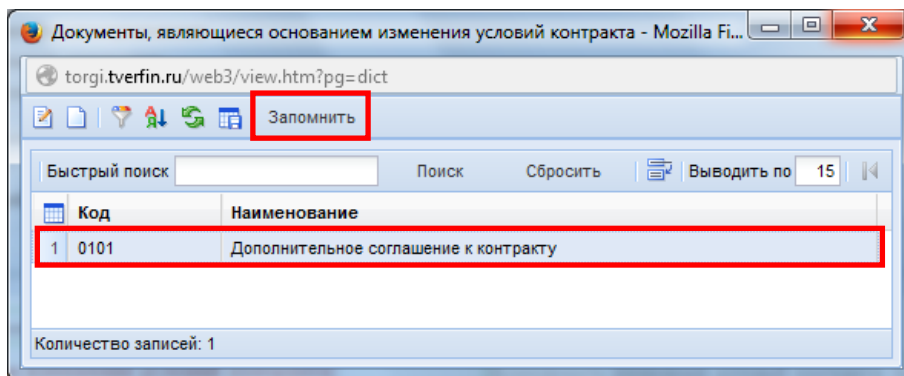 Документы, являющиеся основанием изменения условий контракта - Mozilla Fi...
torgi.tverfin.ru/web3/view.htm?pg=dict
Запомнить
Быстрый поиск Поиск Сбросить Выводить по 15
Код Наименование
1 0101 Дополнительное соглашение к контракту
Количество записей: 1